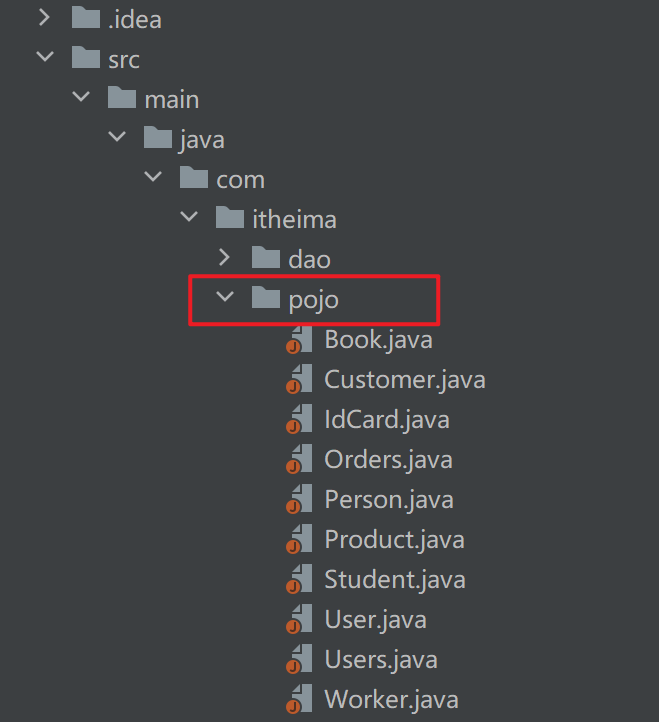 .idea
src
main
java
com
itheima
dao
pojo
Book.java
Customer.java
IdCard.java
Orders.java
Person.java
Product.java
Student.java
User.java
Users.java
Worker.java